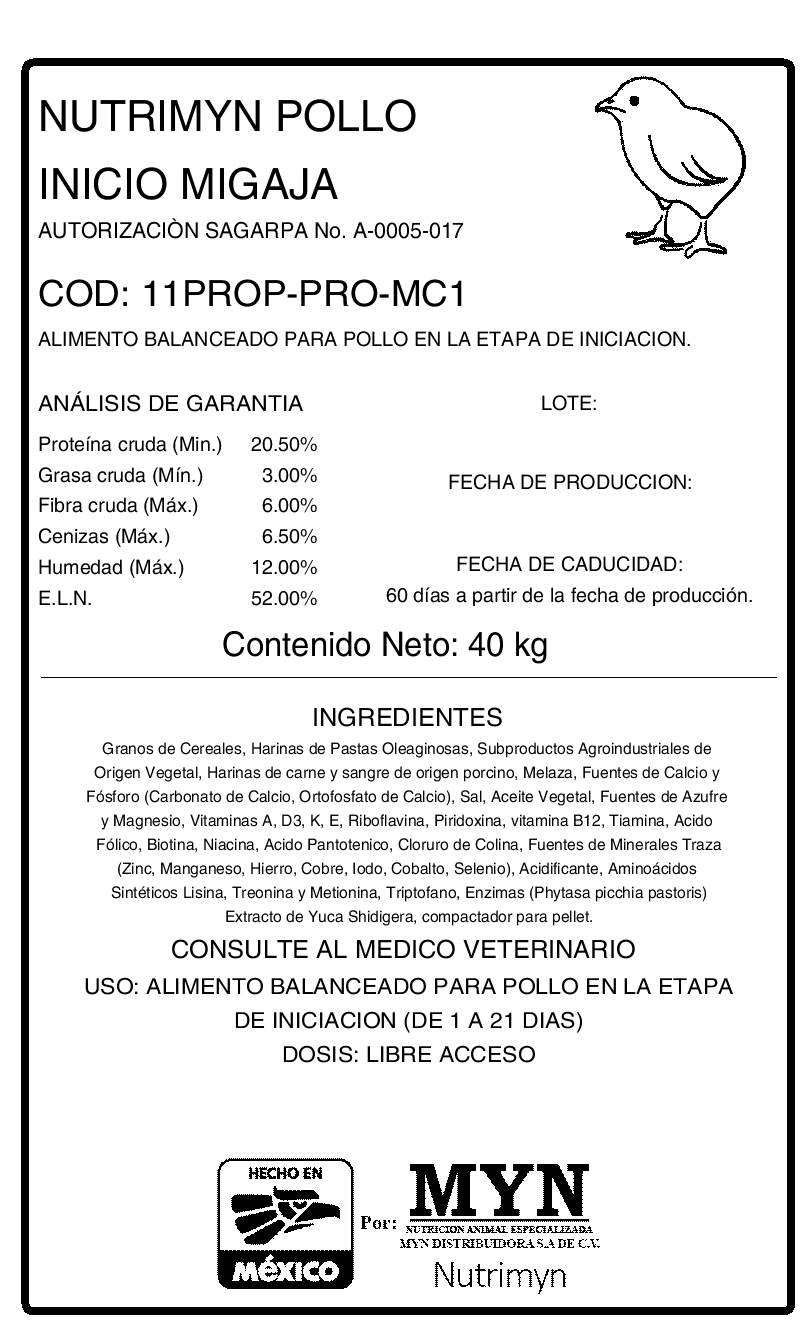 NUTRIMYN POLLO
INICIO MIGAJA
AUTORIZACIÒN SAGARPA No. A-0005-017
COD: 11PROP-PRO-MC1
ALIMENTO BALANCEADO PARA POLLO EN LA ETAPA DE INICIACION.
ANÁLISIS DE GARANTIA
Proteína cruda (Min.) 20.50%
Grasa cruda (Mín.) 3.00%
Fibra cruda (Máx.) 6.00%
Cenizas (Máx.) 6.50%
Humedad (Máx.) 12.00%
E.L.N. 52.00%
LOTE:
FECHA DE PRODUCCION:
FECHA DE CADUCIDAD:
60 días a partir de la fecha de producción.
Contenido Neto: 40 kg
INGREDIENTES
Granos de Cereales, Harinas de Pastas Oleaginosas, Subproductos Agroindustriales de
Origen Vegetal, Harinas de carne y sangre de origen porcino, Melaza, Fuentes de Calcio y
Fósforo (Carbonato de Calcio, Ortofosfato de Calcio), Sal, Aceite Vegetal, Fuentes de Azufre
y Magnesio, Vitaminas A, D3, K, E, Riboflavina, Piridoxina, vitamina B12, Tiamina, Acido
Fólico, Biotina, Niacina, Acido Pantotenico, Cloruro de Colina, Fuentes de Minerales Traza
(Zinc, Manganeso, Hierro, Cobre, Iodo, Cobalto, Selenio), Acidificante, Aminoácidos
Sintéticos Lisina, Treonina y Metionina, Triptofano, Enzimas (Phytasa picchia pastoris)
Extracto de Yuca Shidigera, compactador para pellet.
CONSULTE AL MEDICO VETERINARIO
USO: ALIMENTO BALANCEADO PARA POLLO EN LA ETAPA
DE INICIACION (DE 1 A 21 DIAS)
DOSIS: LIBRE ACCESO
HECHO EN
MéXICO
Por:
MYN
NUTRICION ANIMAL ESPECIALIZADA
MYN DISTRIBUIDORA S.A DE C.V.
Nutrimyn